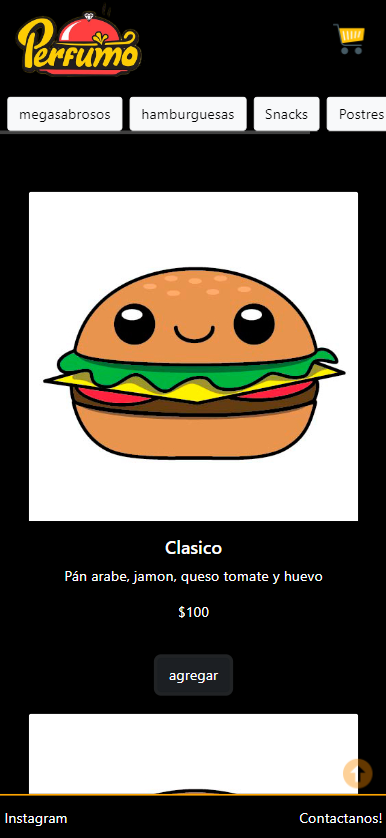 Perfumo
megasabrosos
hamburguesas
Snacks
Postres
Clasico
Pán arabe, jamon, queso tomate y huevo
$100
agregar
Instagram
Contactanos!